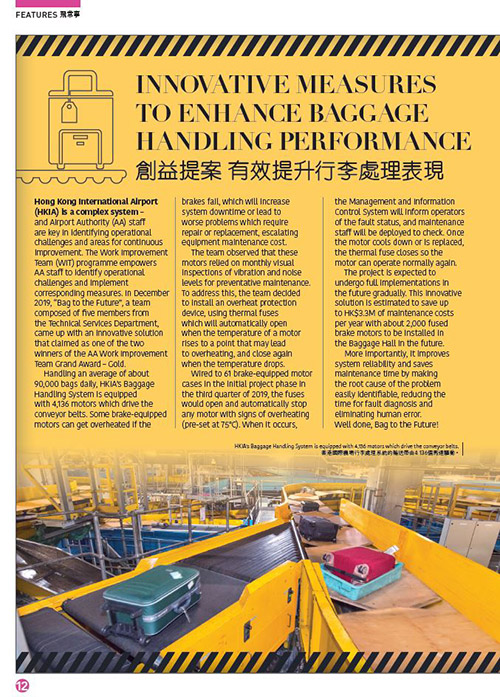 FEATURES 飛常事
INNOVATIVE MEASURES
TO ENHANCE BAGGAGE
HANDLING PERFORMANCE
創益提案 有效提升行李處理表現
Hong Kong International Airport
(HKIA) is a complex system –
and Airport Authority (AA) staff
are key in identifying operational
challenges and areas for continuous
improvement. The Work Improvement
Team (WIT) programme empowers
AA staff to identify operational
challenges and implement
corresponding measures. In December
2019, "Bag to the Future", a team
composed of five members from
the Technical Services Department,
came up with an innovative solution
that claimed as one of the two
winners of the AA Work Improvement
Team Grand Award – Gold.
Handling an average of about
90,000 bags daily, HKIA's Baggage
Handling System is equipped
with 4,136 motors which drive the
conveyor belts. Some brake-equipped
motors can get overheated if the
brakes fail, which will increase
system downtime or lead to
worse problems which require
repair or replacement, escalating
equipment maintenance cost.
The team observed that these
motors relied on monthly visual
inspections of vibration and noise
levels for preventative maintenance.
To address this, the team decided
to install an overheat protection
device, using thermal fuses
which will automatically open
when the temperature of a motor
rises to a point that may lead
to overheating, and close again
when the temperature drops.
Wired to 61 brake-equipped motor
cases in the initial project phase in
the third quarter of 2019, the fuses
would open and automatically stop
any motor with signs of overheating
(pre-set at 75°C). When it occurs,
the Management and Information
Control System will inform operators
of the fault status, and maintenance
staff will be deployed to check. Once
the motor cools down or is replaced,
the thermal fuse closes so the
motor can operate normally again.
The project is expected to
undergo full implementations in
the future gradually. This innovative
solution is estimated to save up
to HK$3.3M of maintenance costs
per year with about 2,000 fused
brake motors to be installed in
the Baggage Hall in the future.
More importantly, it improves
system reliability and saves
maintenance time by making
the root cause of the problem
easily identifiable, reducing the
time for fault diagnosis and
eliminating human error.
Well done, Bag to the Future!
HKIA's Baggage Handling System is equipped with 4,136 motors which drive the conveyor belts.
香港國際機場行李處理系統的輸送帶由4,136個馬達驅動。
12